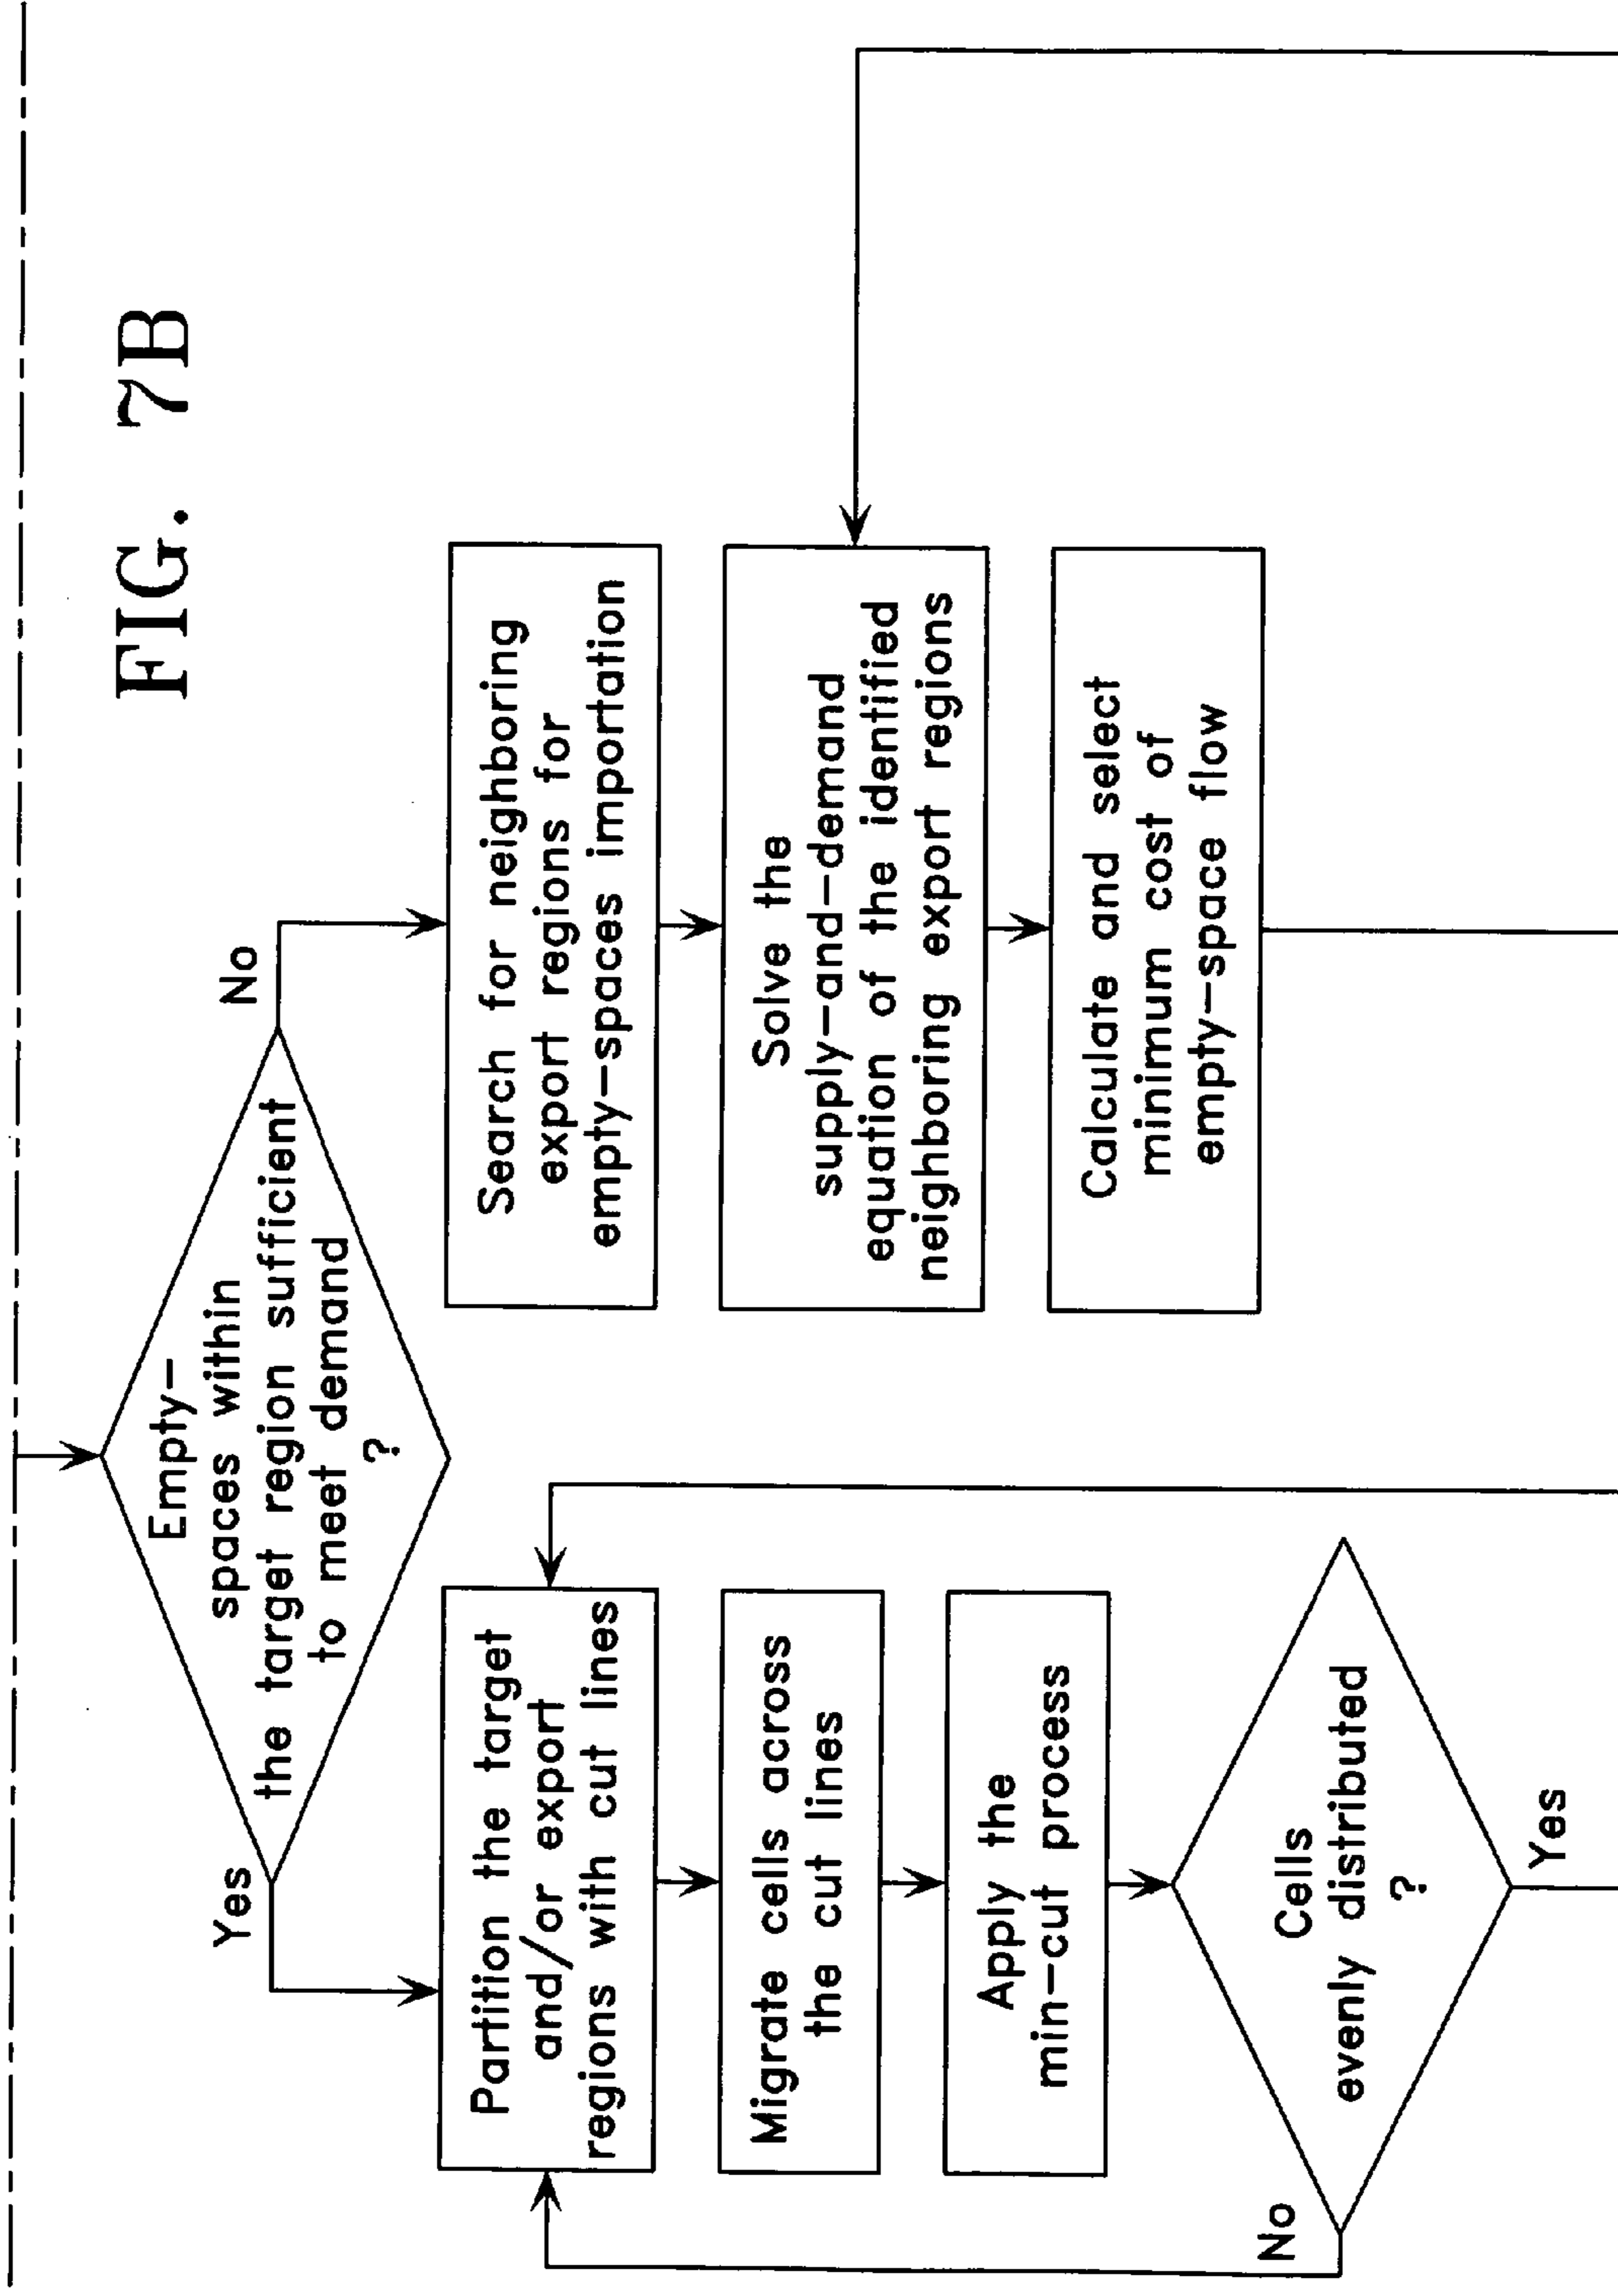 FIG. 7B
Empty-
spaces within
the target region sufficient
to meet demand
?
Yes
No
Partition the target
and/or export
regions with cut lines
Migrate cells across
the cut lines
Apply the
min-cut process
Cells
evenly distributed
?
No
Yes
Search for neighboring
export regions for
empty-spaces importation
Solve the
supply-and-demand
equation of the identified
neighboring export regions
Calculate and select
minimum cost of
empty-space flow